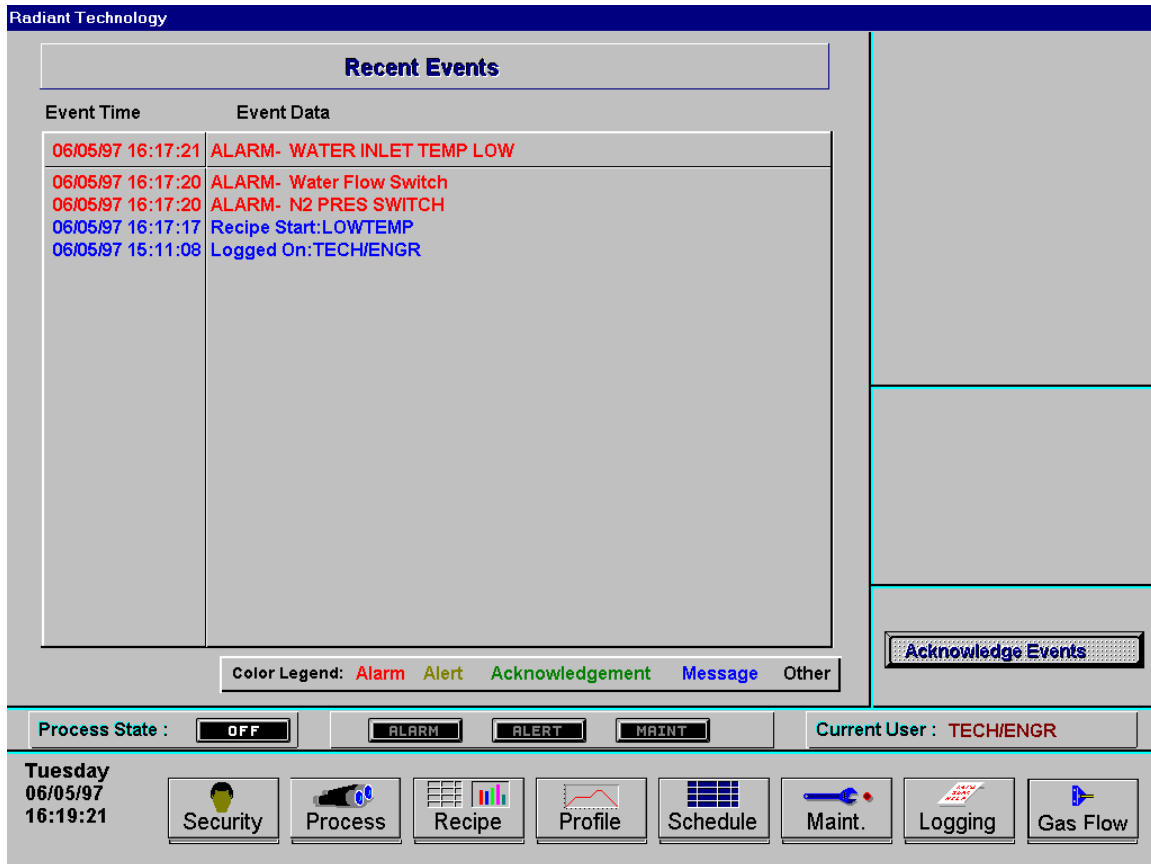 Radiant Technology
Recent Events
Event Time Event Data
06/05/97 16:17:21 ALARM- WATER INLET TEMP LOW
06/05/97 16:17:20 ALARM- Water Flow Switch
06/05/97 16:17:20 ALARM- N2 PRES SWITCH
06/05/97 16:17:17 Recipe Start:LOWTEMP
06/05/97 15:11:08 Logged On:TECH/ENGR
Acknowledge Events
Color Legend: Alarm Alert Acknowledgement Message Other
Process State : OFF ALARM ALERT MAINT Current User : TECH/ENGR
Tuesday
06/05/97
16:19:21
Security Process Recipe Profile Schedule Maint. Logging Gas Flow